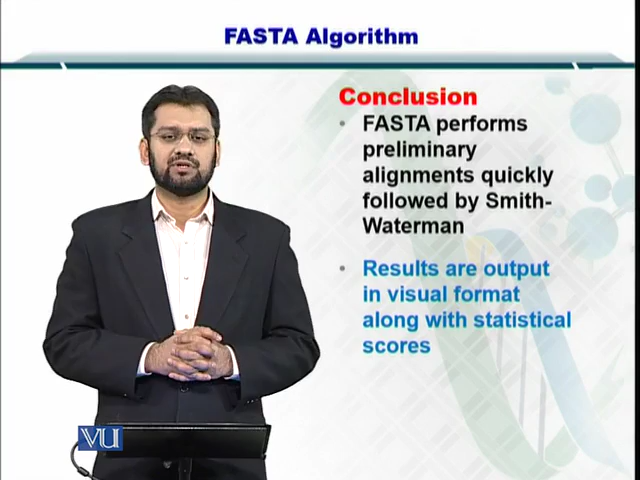 FASTA Algorithm
Conclusion
• FASTA performs
preliminary
alignments quickly
followed by Smith-
Waterman
• Results are output
in visual format
along with statistical
scores
VU